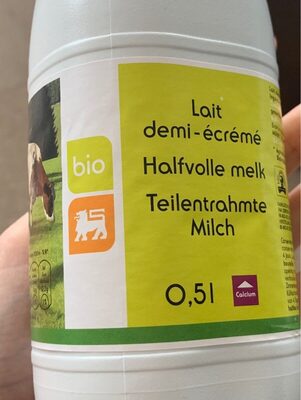 Lait
demi-écrémé
bio
Halfvolle melk
Teilentrahmte
Milch
0,5l
Calcium